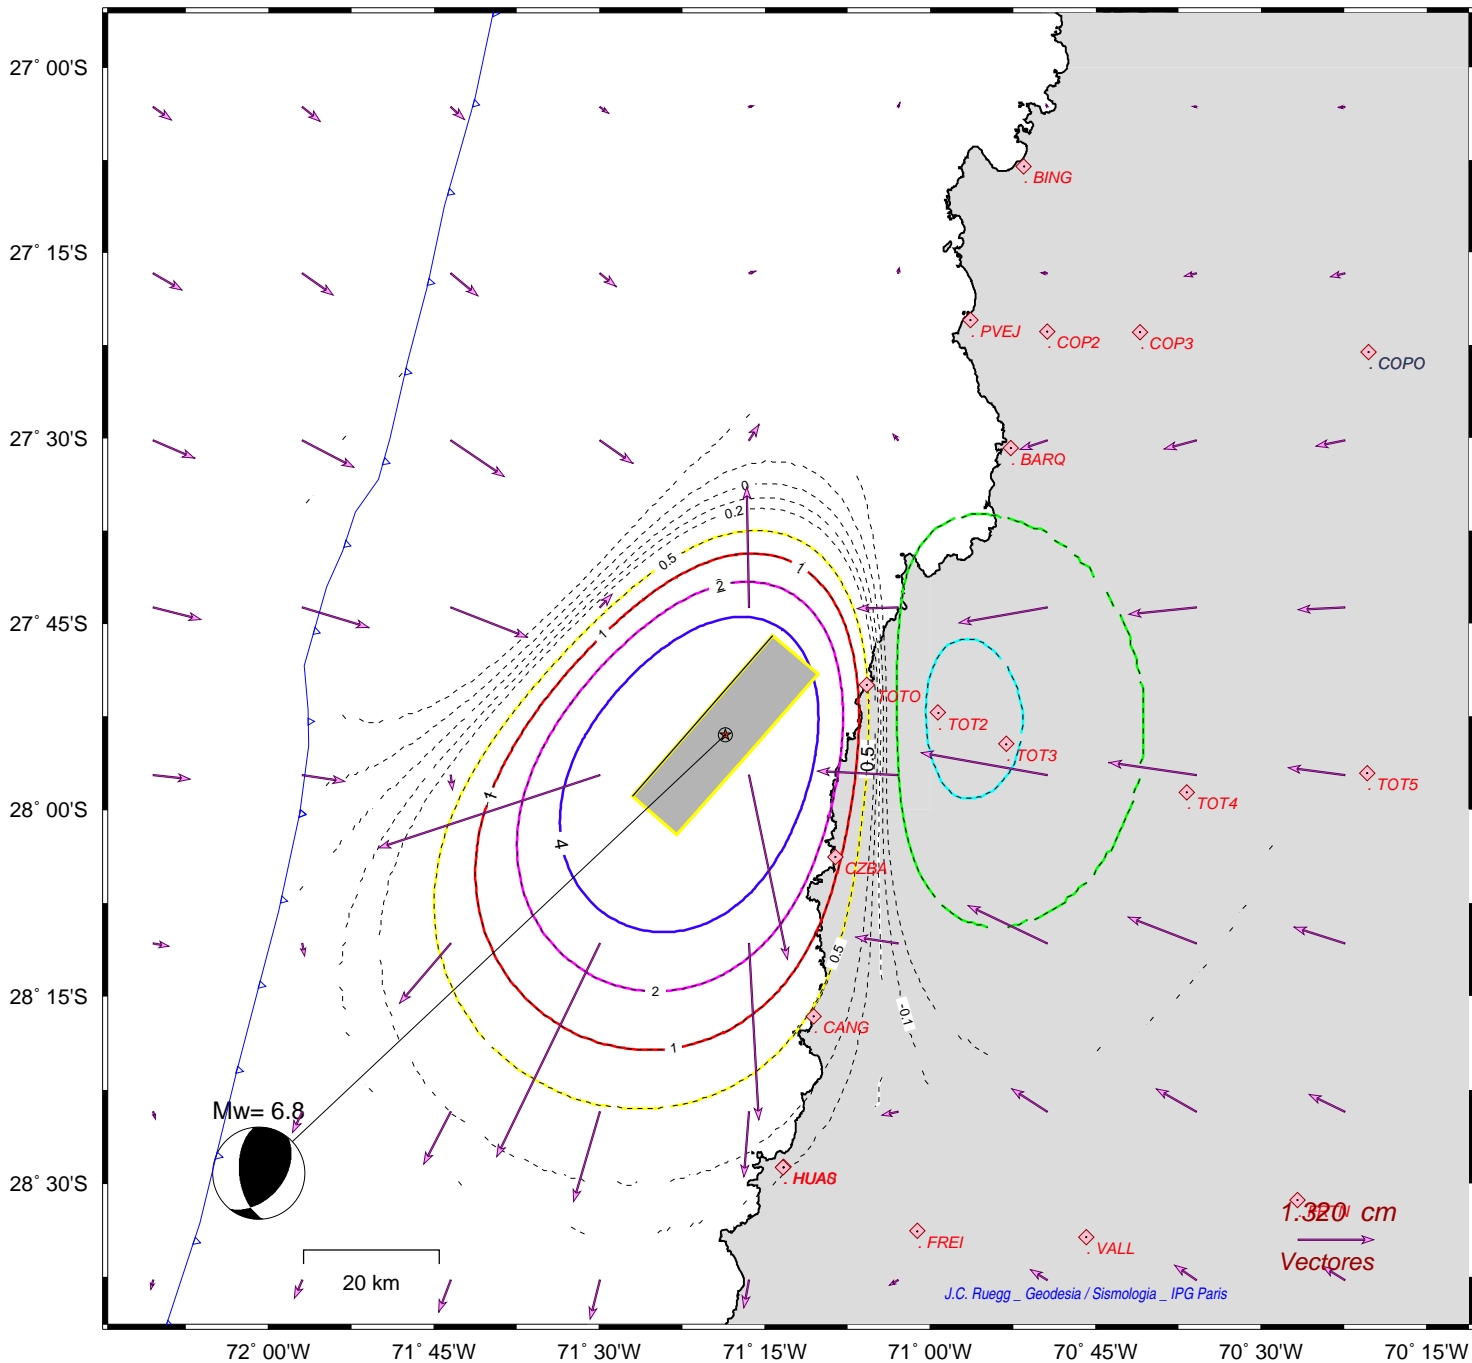 27° 00'S
BING
27° 15'S
. PVEJ
. COP2
. COP3
. COPO
27° 30'S
. BARQ
0
0.2
0.5
1
2
27° 45'S
1
. TOTO
. TOT2
. TOT3
0.5
. TOT4
. TOT5
1
28° 00'S
4
. CZBA
0.5
2
28° 15'S
-0.1
. CANG
1
Mw= 6.8
28° 30'S
. FREI
. VALL
cm
Vectores
20 km
J.C. Ruegg _ Geodesia / Sismologia _ IPG Paris
72° 00'W
71° 45'W
71° 30'W
71° 15'W
71° 00'W
70° 45'W
70° 30'W
70° 15'W